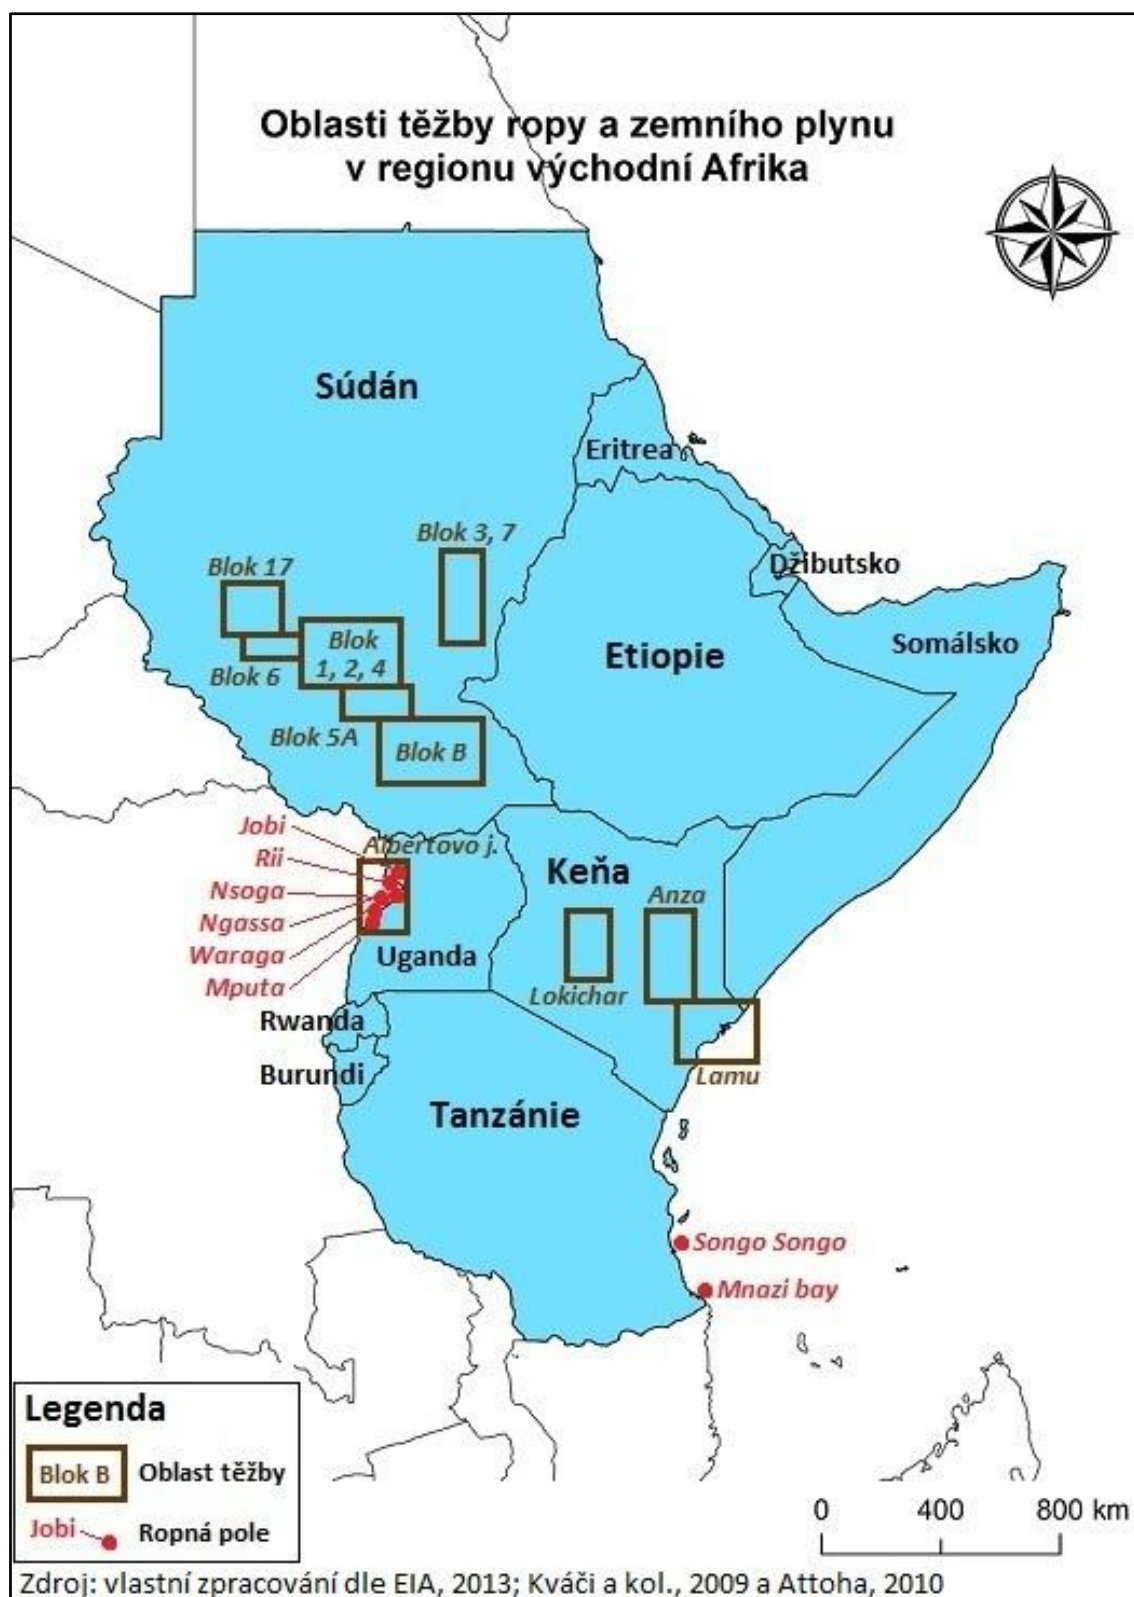 Oblasti těžby ropy a zemního plynu
v regionu východní Afrika
Súdán
Eritrea
Blok 3, 7
Džibutsko
Blok 17
Somálsko
Blok
1, 2, 4
Etiopie
Blok 6
Blok 5A
Blok B
Jobi
Albertovo j.
Rii
Keňa
Nsoga
Anza
Ngassa
Waraga
Uganda
Mputa
Lokichar
Rwanda
Burundi
Lamu
Tanzánie
Songo Songo
Mnazi bay
Legenda
Blok B Oblast těžby
Jobi Ropná pole
0 400 800 km
Zdroj: vlastní zpracování dle EIA, 2013; Kváči a kol., 2009 a Attoha, 2010